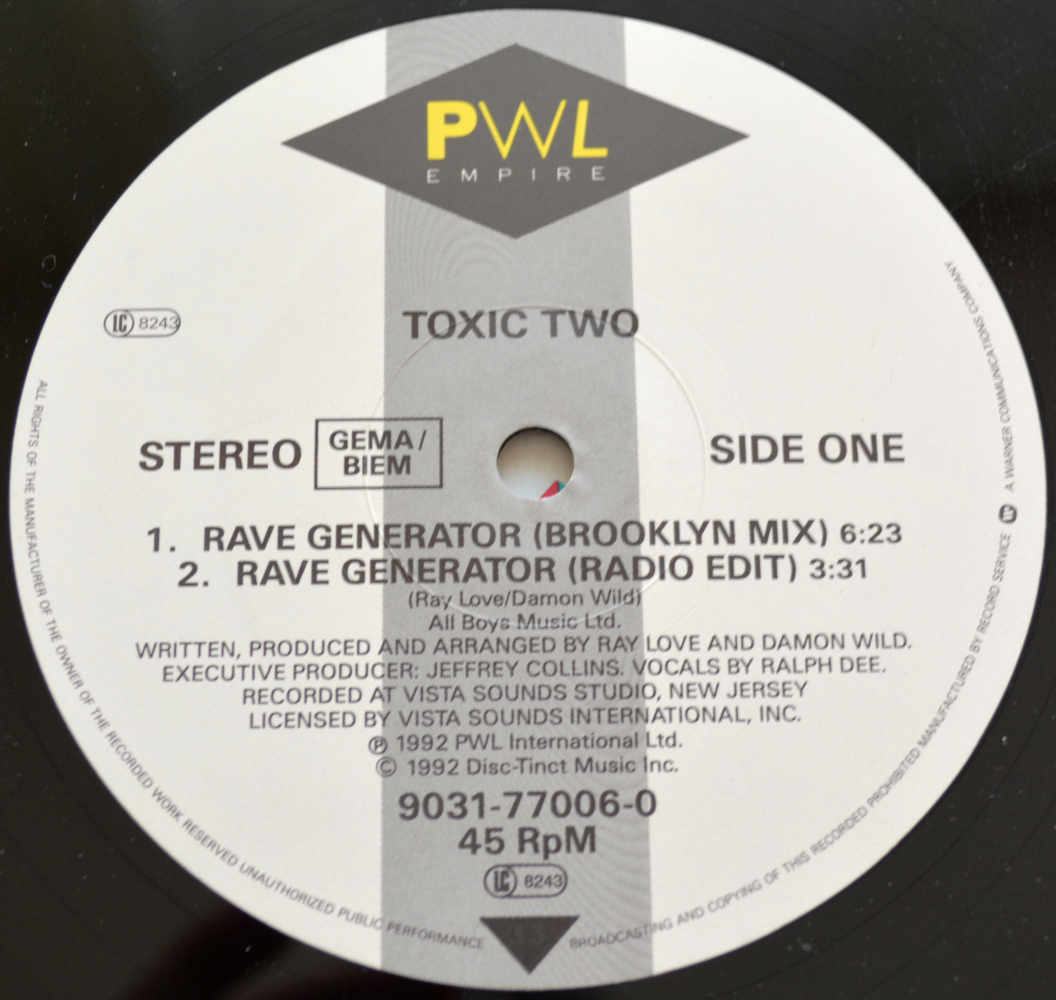 PWL
EMPIRE
TOXIC TWO
LC 8243
STEREO
GEMA/
BIEM
SIDE ONE
1. RAVE GENERATOR (BROOKLYN MIX) 6:23
2. RAVE GENERATOR (RADIO EDIT) 3:31
(Ray Love/Damon Wild)
All Boys Music Ltd.
WRITTEN, PRODUCED AND ARRANGED BY RAY LOVE AND DAMON WILD.
EXECUTIVE PRODUCER: JEFFREY COLLINS. VOCALS BY RALPH DEE.
RECORDED AT VISTA SOUNDS STUDIO, NEW JERSEY
LICENSED BY VISTA SOUNDS INTERNATIONAL, INC.
℗ 1992 PWL International Ltd.
© 1992 Disc-Tinct Music Inc.
9031-77006-0
45 RpM
LC 8243
ALL RIGHTS OF THE MANUFACTURER OF THE OWNER OF THE RECORDED WORK RESERVED UNAUTHORIZED PUBLIC PERFORMANCE BROADCASTING AND COPYING OF THIS RECORDED PROHIBITED MANUFACTURED BY RECORD SERVICE A WARNER COMMUNICATIONS COMPANY